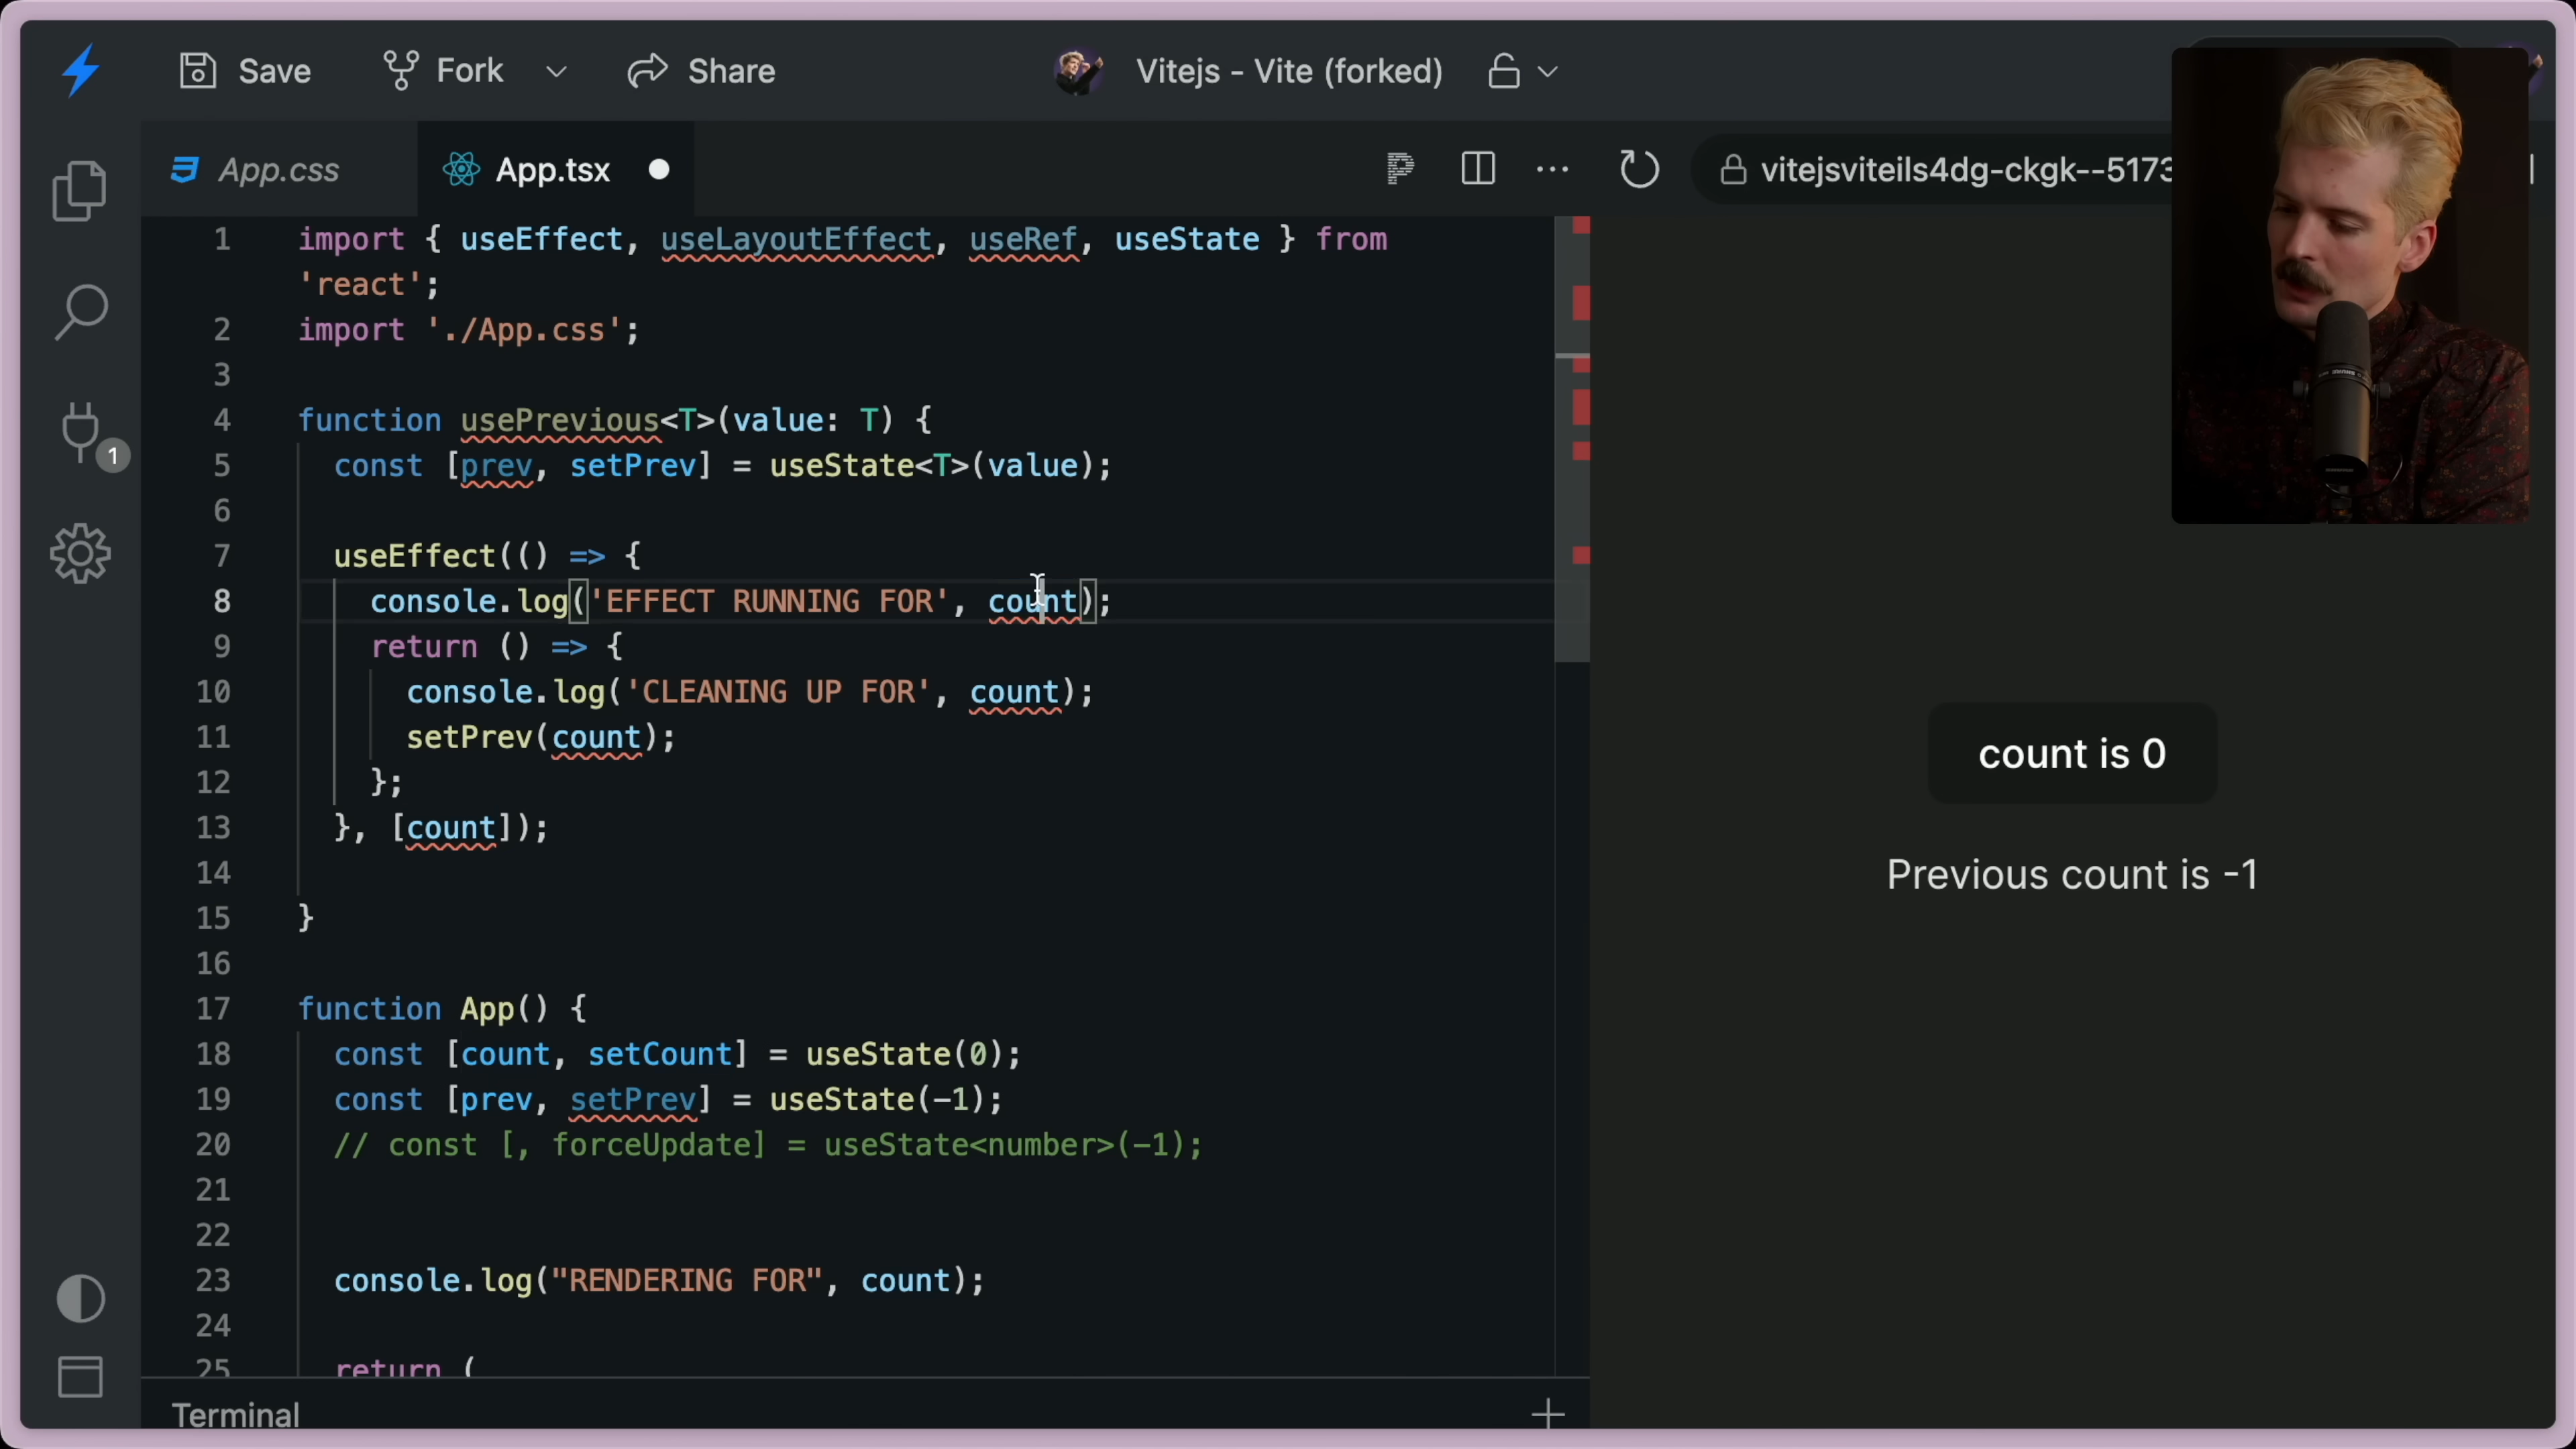 Save
Fork
Share
Vitejs - Vite (forked)
App.css
App.tsx
vitejsviteils4dg-ckgk--5173
1
1 import { useEffect, useLayoutEffect, useRef, useState } from
'react';
2 import './App.css';
3
4 function usePrevious<T>(value: T) {
5 const [prev, setPrev] = useState<T>(value);
6
7 useEffect(() => {
8 console.log('EFFECT RUNNING FOR', count);
9 return () => {
10 console.log('CLEANING UP FOR', count);
11 setPrev(count);
12 };
13 }, [count]);
14
15 }
16
17 function App() {
18 const [count, setCount] = useState(0);
19 const [prev, setPrev] = useState(-1);
20 // const [, forceUpdate] = useState<number>(-1);
21
22
23 console.log("RENDERING FOR", count);
24
25 return (
count is 0
Previous count is -1
Terminal